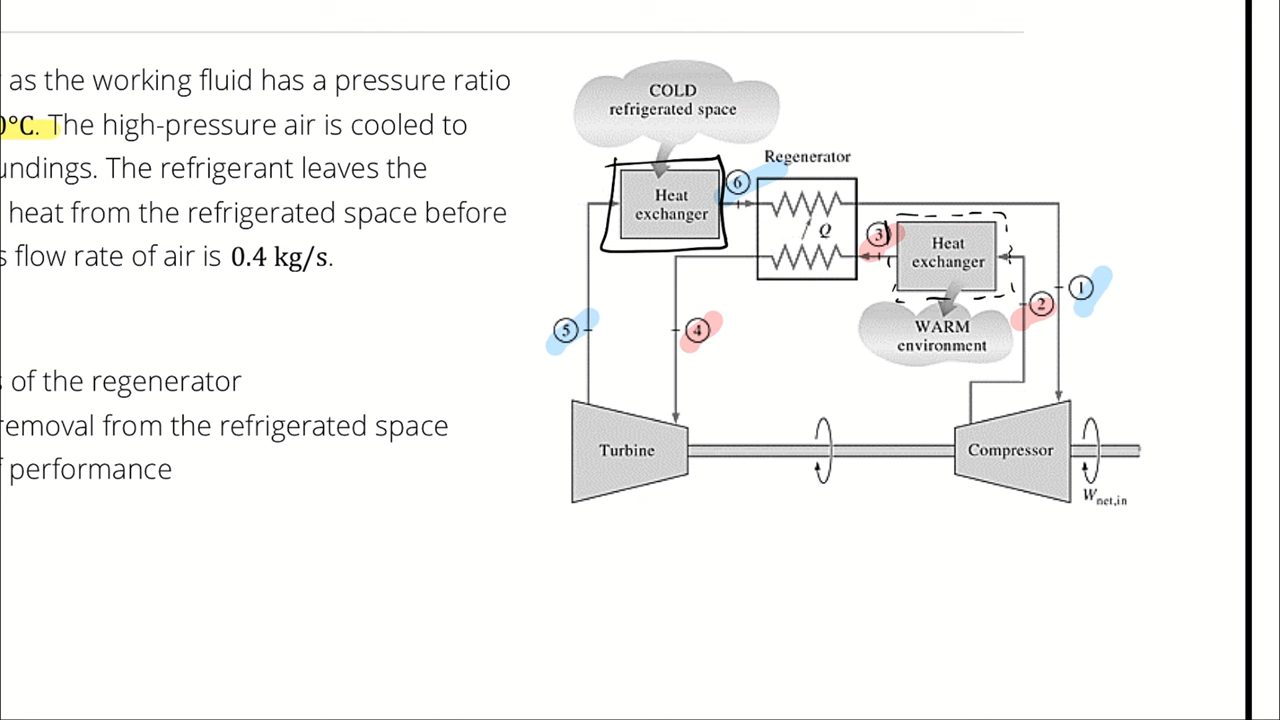 as the working fluid has a pressure ratio
0°C. The high-pressure air is cooled to
undings. The refrigerant leaves the
heat from the refrigerated space before
s flow rate of air is 0.4 kg/s.
s of the regenerator
emoval from the refrigerated space
f performance
COLD
refrigerated space
Regenerator
6
Heat
exchanger
Q
3
Heat
exchanger
1
2
WARM
environment
5
4
Turbine
Compressor
Wnet,in